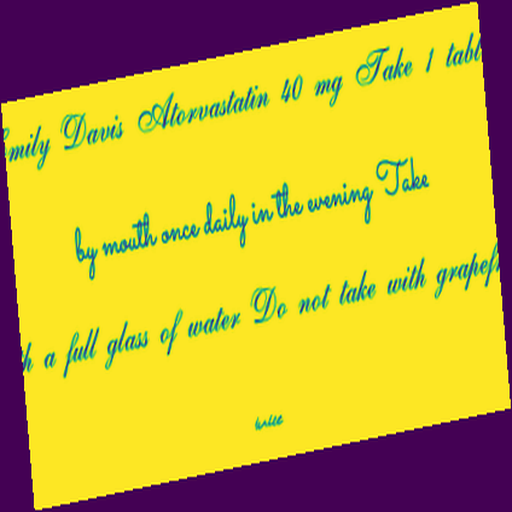 Emily Davis Atorvastatin 40 mg Take 1 tabl
by mouth once daily in the evening Take
h a full glass of water Do not take with grapef